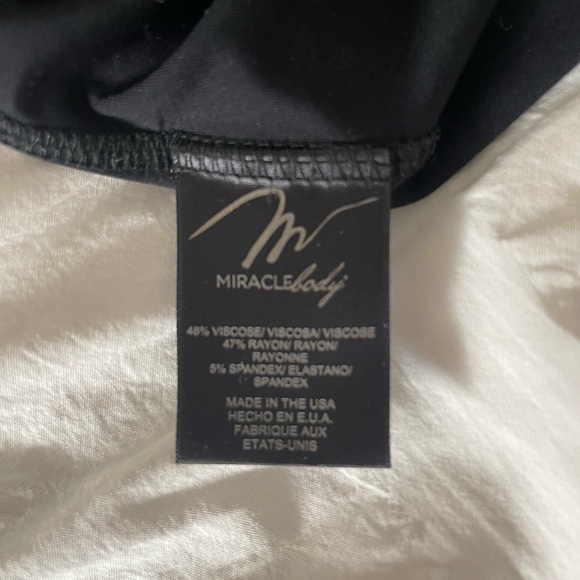 MIRACLEbody®
48% VISCOSE/ VISCOSA/ VISCOSE
47% RAYON/ RAYON/
RAYONNE
5% SPANDEX/ ELASTANO/
SPANDEX
MADE IN THE USA
HECHO EN E.U.A.
FABRIQUE AUX
ETATS-UNIS